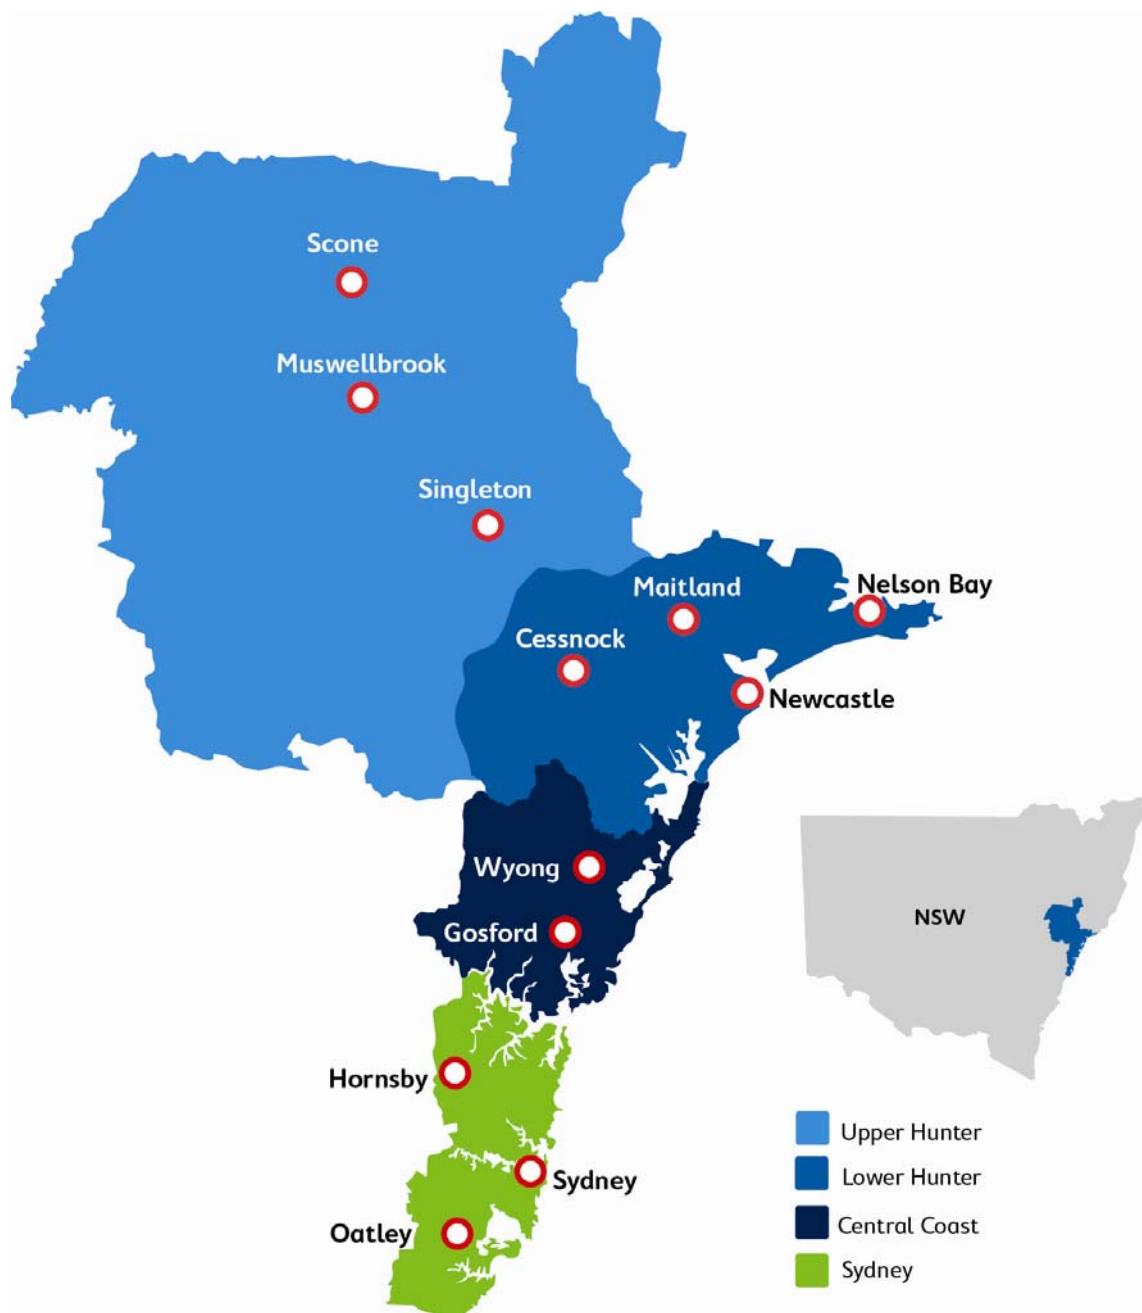 Scone
Muswellbrook
Singleton
Maitland
Nelson Bay
Cessnock
Newcastle
Wyong
Gosford
NSW
Hornsby
Sydney
Oatley
Upper Hunter
Lower Hunter
Central Coast
Sydney